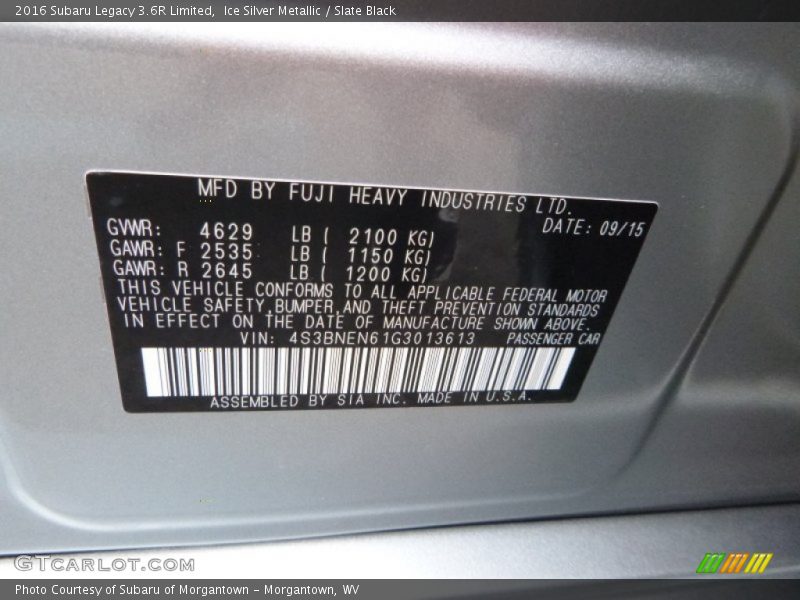 2016 Subaru Legacy 3.6R Limited, Ice Silver Metallic / Slate Black
MFD BY FUJI HEAVY INDUSTRIES LTD.
DATE: 09/15
GVWR: 4629 LB ( 2100 KG)
GAWR: F 2535 LB ( 1150 KG)
GAWR: R 2645 LB ( 1200 KG)
THIS VEHICLE CONFORMS TO ALL APPLICABLE FEDERAL MOTOR
VEHICLE SAFETY,BUMPER,AND THEFT PREVENTION STANDARDS
IN EFFECT ON THE DATE OF MANUFACTURE SHOWN ABOVE.
VIN: 4S3BNEN61G3013613 PASSENGER CAR
ASSEMBLED BY SIA INC. MADE IN U.S.A.
GTCARLOT.COM
Photo Courtesy of Subaru of Morgantown - Morgantown, WV